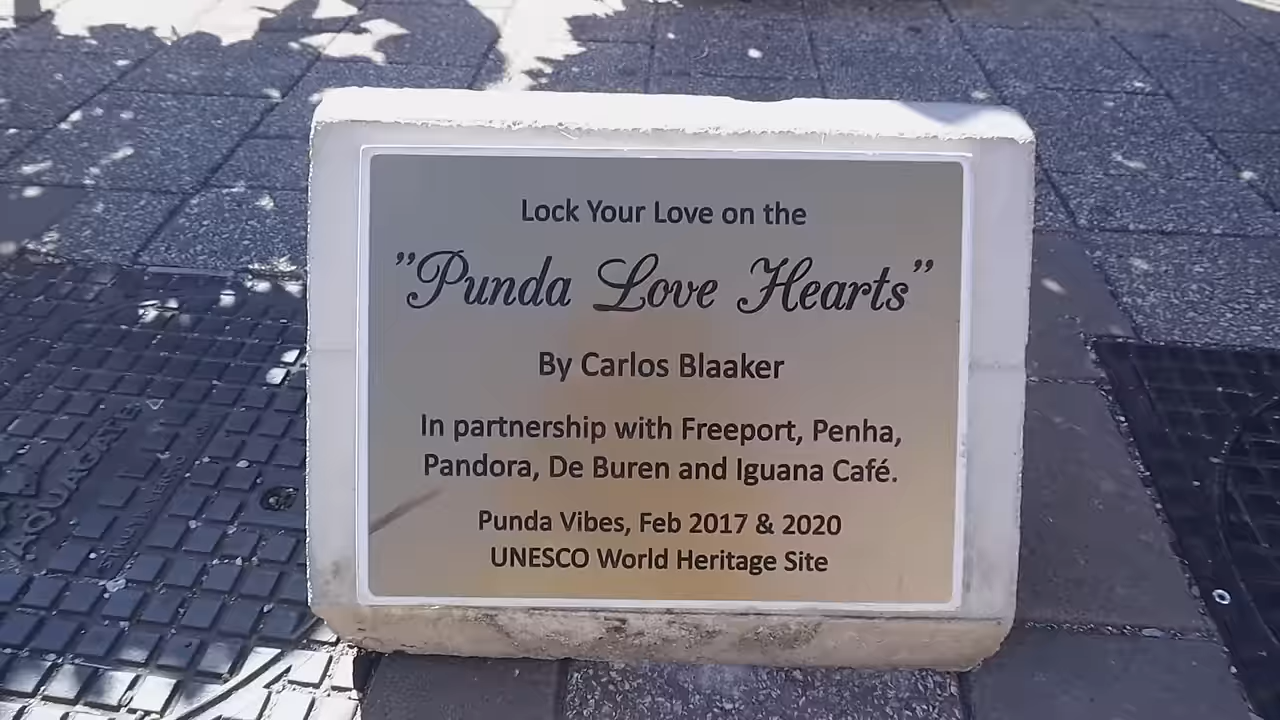 Lock Your Love on the
"Punda Love Hearts"
By Carlos Blaaker
In partnership with Freeport, Penha,
Pandora, De Buren and Iguana Café.
Punda Vibes, Feb 2017 & 2020
UNESCO World Heritage Site
AQUAGATE